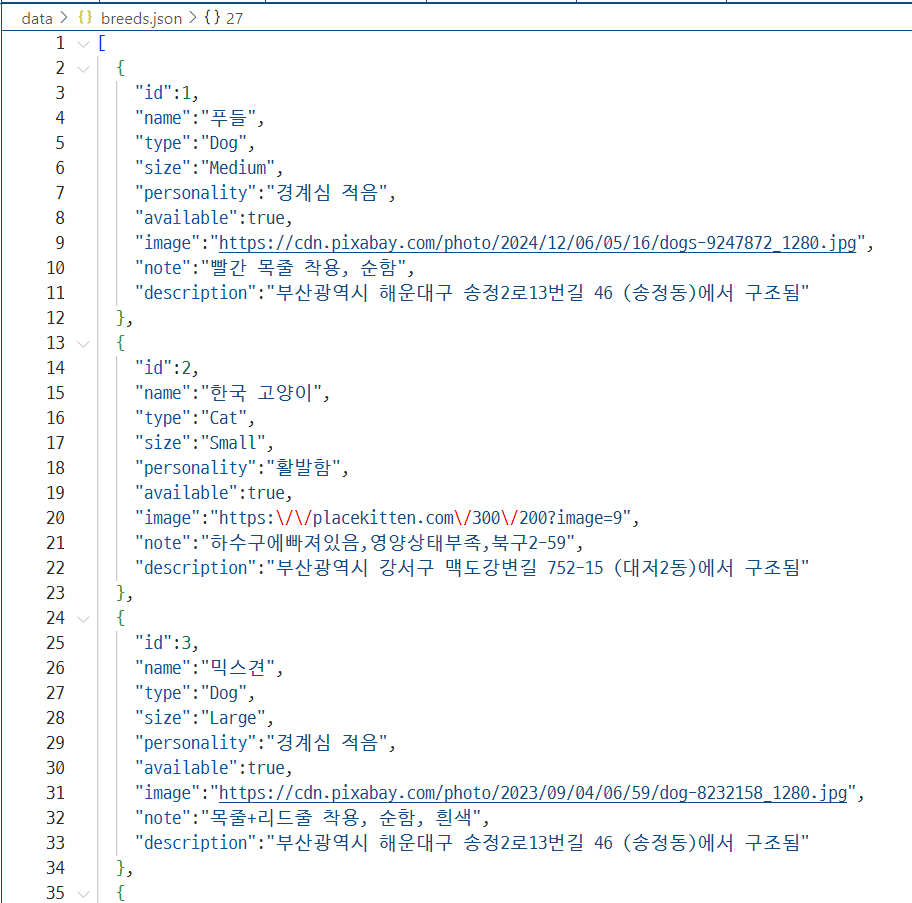 data > {} breeds.json > {} 27
1 [
2 {
3 "id":1,
4 "name":"푸들",
5 "type":"Dog",
6 "size":"Medium",
7 "personality":"경계심 적음",
8 "available":true,
9 "image":"https://cdn.pixabay.com/photo/2024/12/06/05/16/dogs-9247872_1280.jpg",
10 "note":"빨간 목줄 착용, 순함",
11 "description":"부산광역시 해운대구 송정2로13번길 46 (송정동)에서 구조됨"
12 },
13 {
14 "id":2,
15 "name":"한국 고양이",
16 "type":"Cat",
17 "size":"Small",
18 "personality":"활발함",
19 "available":true,
20 "image":"https:\/\/placekitten.com\/300\/200?image=9",
21 "note":"하수구에빠져있음,영양상태부족,북구2-59",
22 "description":"부산광역시 강서구 맥도강변길 752-15 (대저2동)에서 구조됨"
23 },
24 {
25 "id":3,
26 "name":"믹스견",
27 "type":"Dog",
28 "size":"Large",
29 "personality":"경계심 적음",
30 "available":true,
31 "image":"https://cdn.pixabay.com/photo/2023/09/04/06/59/dog-8232158_1280.jpg",
32 "note":"목줄+리드줄 착용, 순함, 흰색",
33 "description":"부산광역시 해운대구 송정2로13번길 46 (송정동)에서 구조됨"
34 },
35 {